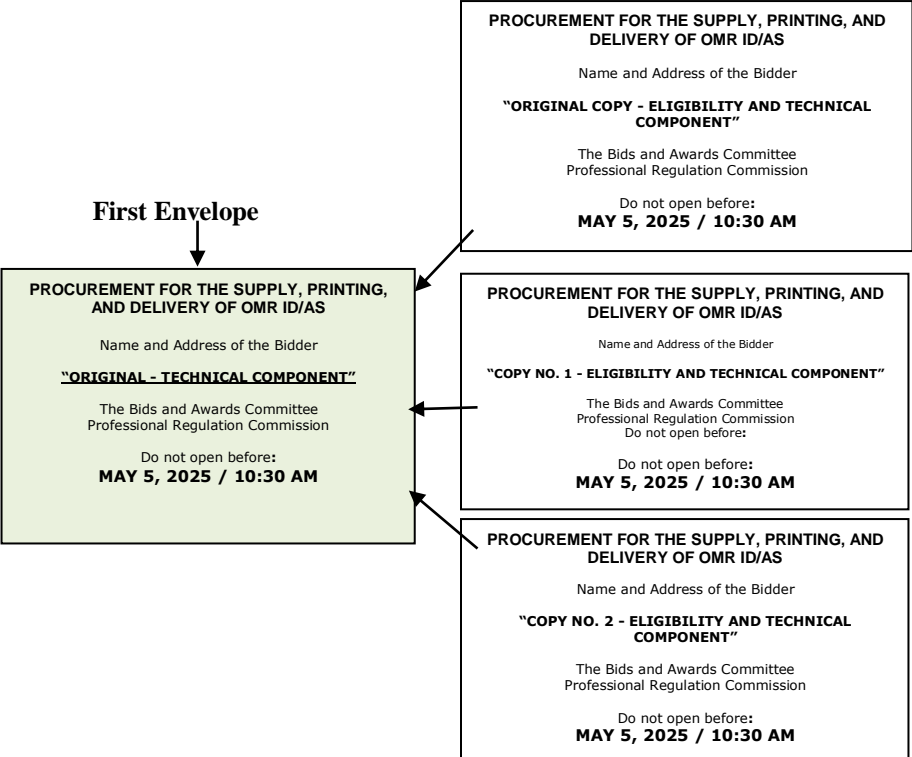 First Envelope
PROCUREMENT FOR THE SUPPLY, PRINTING,
AND DELIVERY OF OMR ID/AS
Name and Address of the Bidder
“ORIGINAL - TECHNICAL COMPONENT”
The Bids and Awards Committee
Professional Regulation Commission
Do not open before:
MAY 5, 2025 / 10:30 AM
PROCUREMENT FOR THE SUPPLY, PRINTING, AND
DELIVERY OF OMR ID/AS
Name and Address of the Bidder
“ORIGINAL COPY - ELIGIBILITY AND TECHNICAL
COMPONENT”
The Bids and Awards Committee
Professional Regulation Commission
Do not open before:
MAY 5, 2025 / 10:30 AM
PROCUREMENT FOR THE SUPPLY, PRINTING, AND
DELIVERY OF OMR ID/AS
Name and Address of the Bidder
“COPY NO. 1 - ELIGIBILITY AND TECHNICAL COMPONENT”
The Bids and Awards Committee
Professional Regulation Commission
Do not open before:
Do not open before:
MAY 5, 2025 / 10:30 AM
PROCUREMENT FOR THE SUPPLY, PRINTING, AND
DELIVERY OF OMR ID/AS
Name and Address of the Bidder
“COPY NO. 2 - ELIGIBILITY AND TECHNICAL
COMPONENT”
The Bids and Awards Committee
Professional Regulation Commission
Do not open before:
MAY 5, 2025 / 10:30 AM